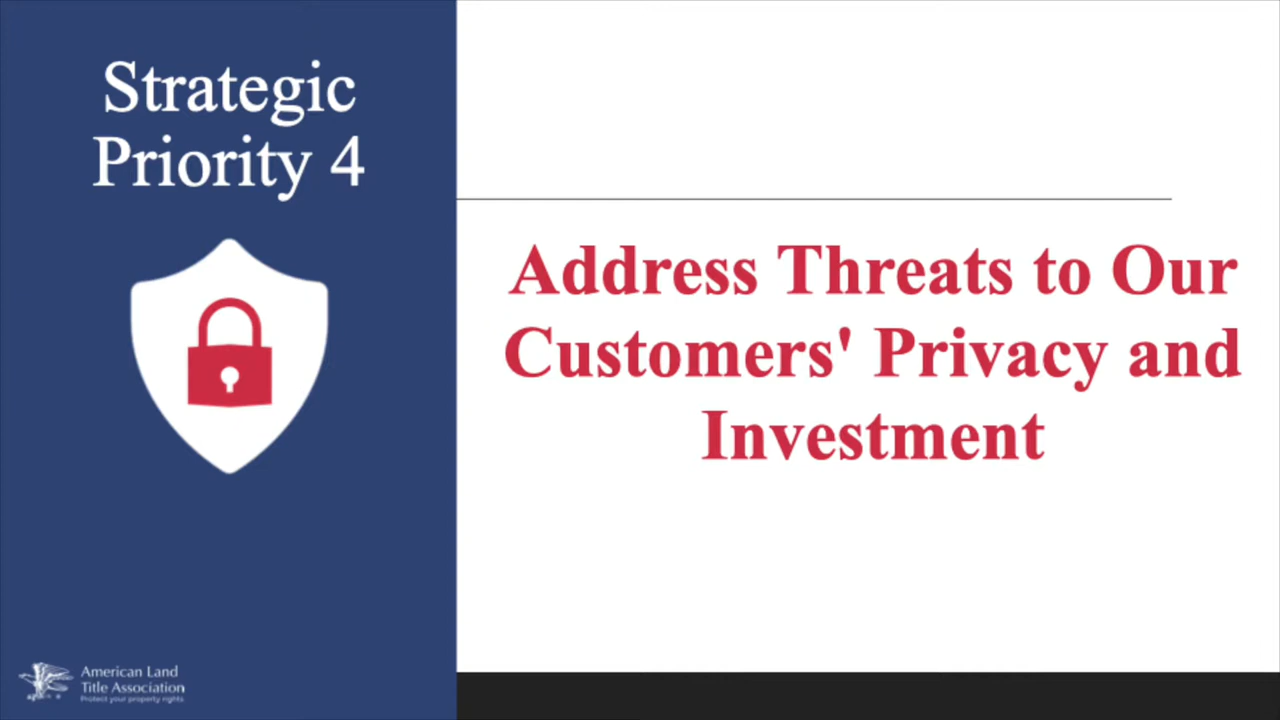 Strategic
Priority 4
Address Threats to Our
Customers' Privacy and
Investment
American Land
Title Association
Protect your property rights